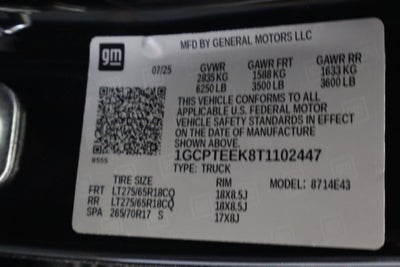 gm
MFD BY GENERAL MOTORS LLC
07/25 GVWR GAWR FRT GAWR RR
2835 KG 1588 KG 1633 KG
6250 LB 3500 LB 3600 LB
THIS VEHICLE CONFORMS TO ALL
APPLICABLE U.S. FEDERAL MOTOR
VEHICLE SAFETY STANDARDS IN EFFECT
ON THE DATE OF MANUFACTURE
SHOWN ABOVE.
8555 1GCPTEEK8T1102447
TYPE: TRUCK
TIRE SIZE RIM 8714E43
FRT LT275/65R18CQ 18X8.5J
RR LT275/65R18CQ 18X8.5J
SPA 265/70R17 S 17X8J